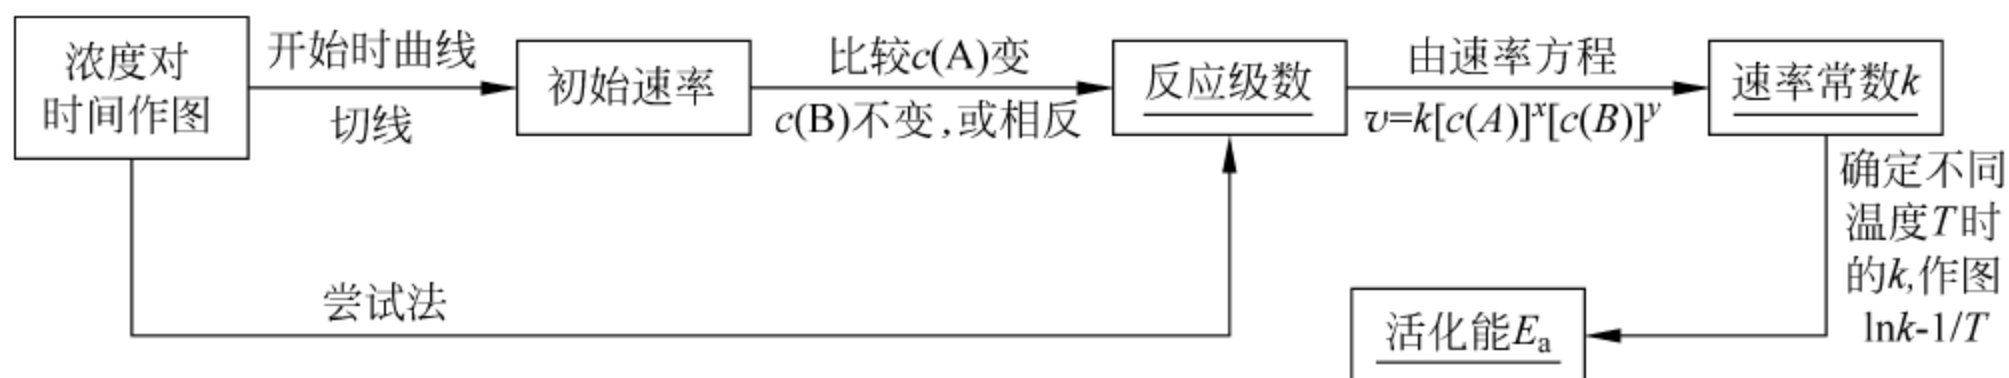 浓度对
时间作图
开始时曲线
切线
初始速率
比较c(A)变
c(B)不变,或相反
反应级数
由速率方程
v=k[c(A)]^x[c(B)]^y
速率常数k
确定不同
温度T时
的k,作图
lnk-1/T
尝试法
活化能E_a